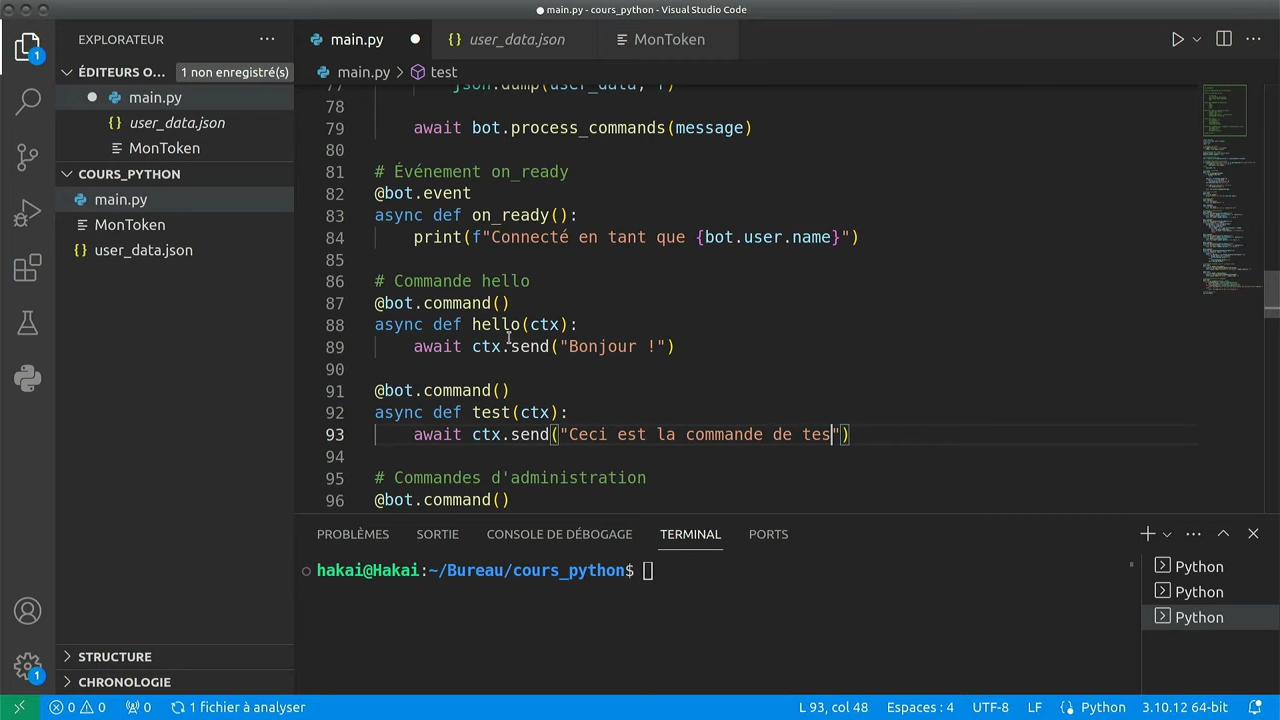 main.py - cours_python - Visual Studio Code
EXPLORATEUR
main.py
user_data.json
MonToken
ÉDITEURS O...
1 non enregistré(s)
main.py
user_data.json
MonToken
COURS_PYTHON
main.py
MonToken
user_data.json
STRUCTURE
CHRONOLOGIE
main.py > test
77 json.dump(user_data, f)
78
79 await bot.process_commands(message)
80
81 # Événement on_ready
82 @bot.event
83 async def on_ready():
84 print(f"Connecté en tant que {bot.user.name}")
85
86 # Commande hello
87 @bot.command()
88 async def hello(ctx):
89 await ctx.send("Bonjour !")
90
91 @bot.command()
92 async def test(ctx):
93 await ctx.send("Ceci est la commande de tes")
94
95 # Commandes d'administration
96 @bot.command()
PROBLÈMES SORTIE CONSOLE DE DÉBOGAGE TERMINAL PORTS
hakai@Hakai:~/Bureau/cours_python$
Python
Python
Python
1
1
0 0 0 1 fichier à analyser L 93, col 48 Espaces : 4 UTF-8 LF Python 3.10.12 64-bit